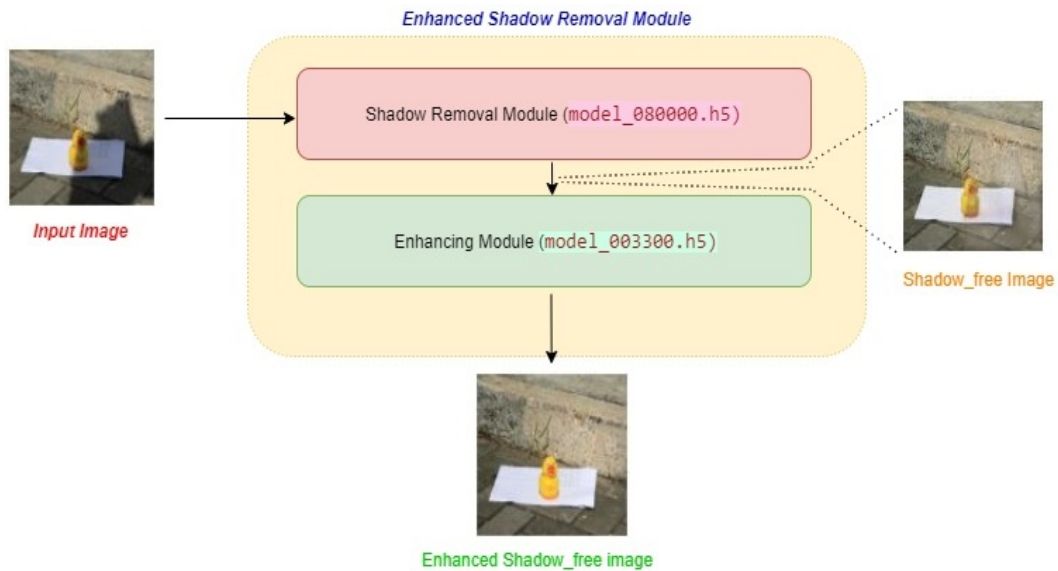 Enhanced Shadow Removal Module
Shadow Removal Module (model_080000.h5)
Input Image
Enhancing Module (model_003300.h5)
Shadow_free Image
Enhanced Shadow_free image